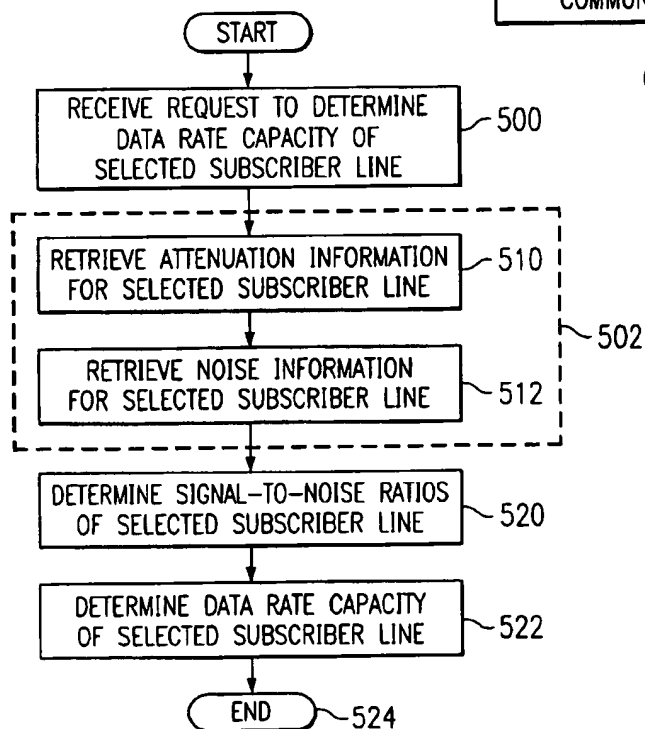 COMMUN
START
RECEIVE REQUEST TO DETERMINE
DATA RATE CAPACITY OF
SELECTED SUBSCRIBER LINE
500
RETRIEVE ATTENUATION INFORMATION
FOR SELECTED SUBSCRIBER LINE
510
502
RETRIEVE NOISE INFORMATION
FOR SELECTED SUBSCRIBER LINE
512
DETERMINE SIGNAL-TO-NOISE RATIOS
OF SELECTED SUBSCRIBER LINE
520
DETERMINE DATA RATE CAPACITY
OF SELECTED SUBSCRIBER LINE
522
END
524